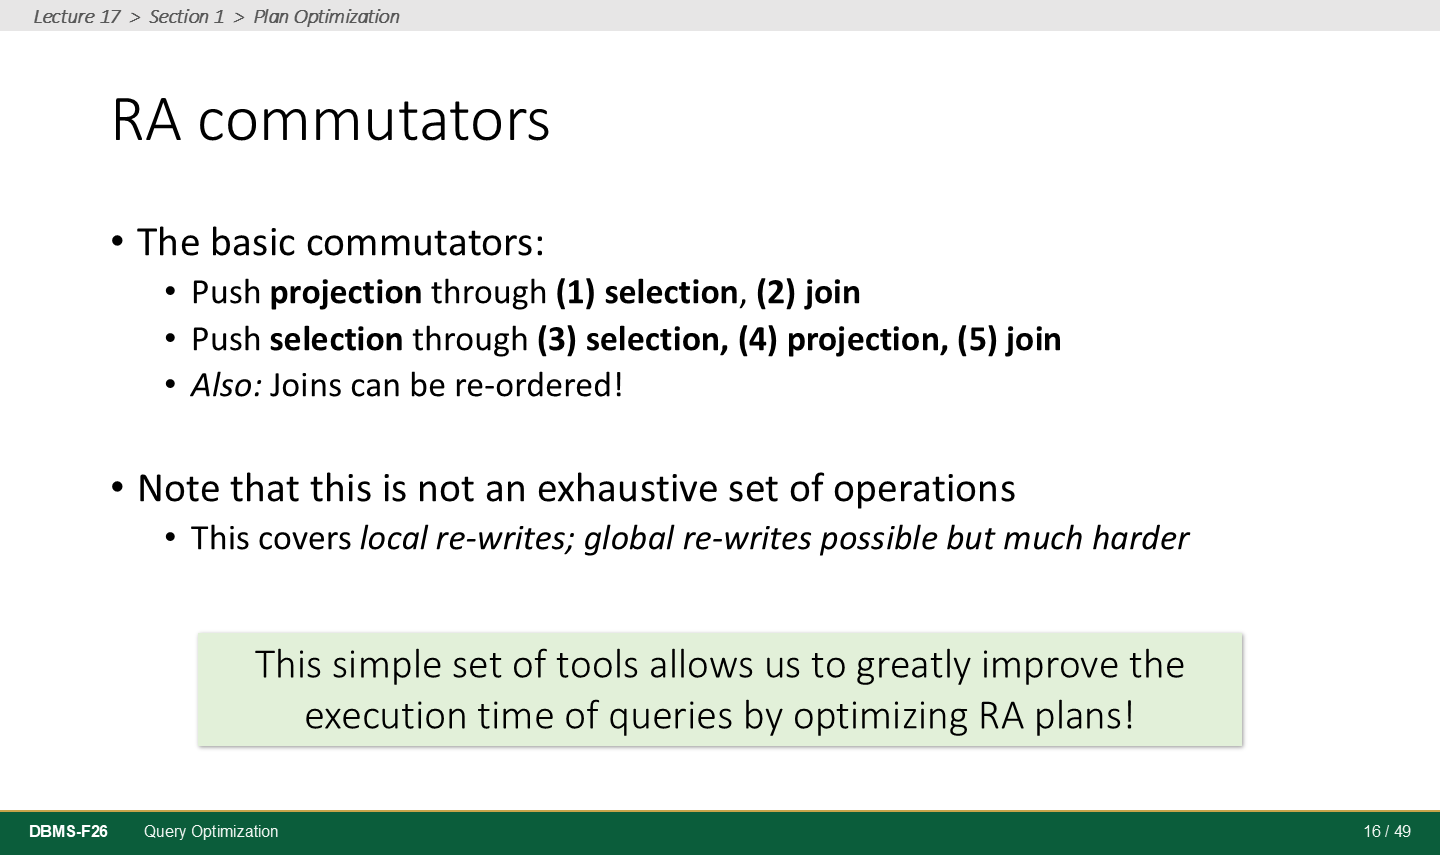 Lecture 17 > Section 1 > Plan Optimization
RA commutators
• The basic commutators:
• Push projection through (1) selection, (2) join
• Push selection through (3) selection, (4) projection, (5) join
• Also: Joins can be re-ordered!
• Note that this is not an exhaustive set of operations
• This covers local re-writes; global re-writes possible but much harder
This simple set of tools allows us to greatly improve the
execution time of queries by optimizing RA plans!
DBMS-F26 Query Optimization 16 / 49